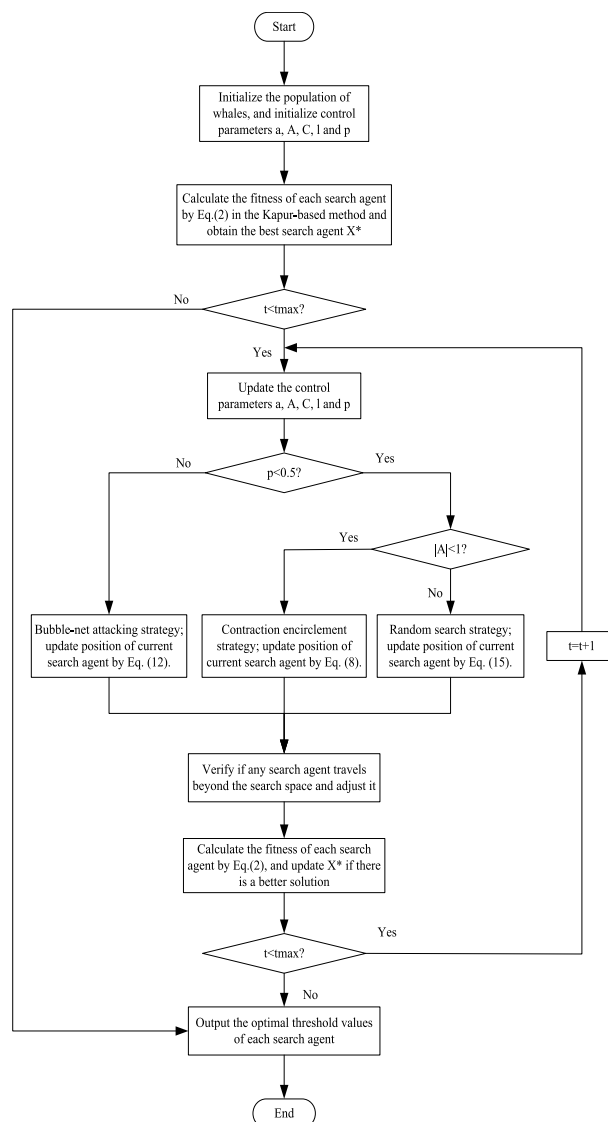 Start
Initialize the population of
whales, and initialize control
parameters a, A, C, l and p
Calculate the fitness of each search agent
by Eq.(2) in the Kapur-based method and
obtain the best search agent X*
No
t<tmax?
Yes
Update the control
parameters a, A, C, l and p
No
p<0.5?
Yes
Yes
|A|<1?
No
Bubble-net attacking strategy;
update position of current
search agent by Eq. (12).
Contraction encirclement
strategy; update position of
current search agent by Eq. (8).
Random search strategy;
update position of current
search agent by Eq. (15).
t=t+1
Verify if any search agent travels
beyond the search space and adjust it
Calculate the fitness of each search
agent by Eq.(2), and update X* if there
is a better solution
t<tmax?
Yes
No
Output the optimal threshold values
of each search agent
End